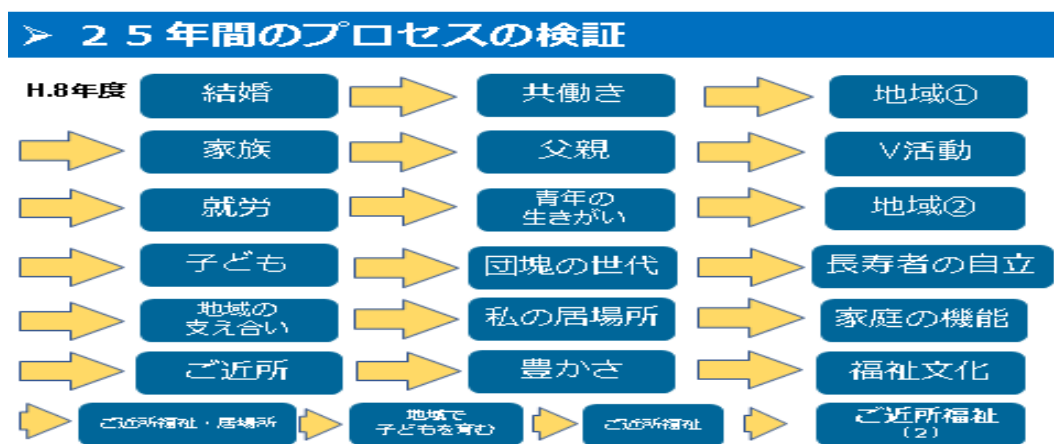 ➢ ２５年間のプロセスの検証
H.8年度 結婚 共働き 地域①
家族 父親 V活動
就労 青年の
生きがい 地域②
子ども 団塊の世代 長寿者の自立
地域の
支え合い 私の居場所 家庭の機能
ご近所 豊かさ 福祉文化
ご近所福祉・居場所 地域で
子どもを育む ご近所福祉 ご近所福祉
(2)